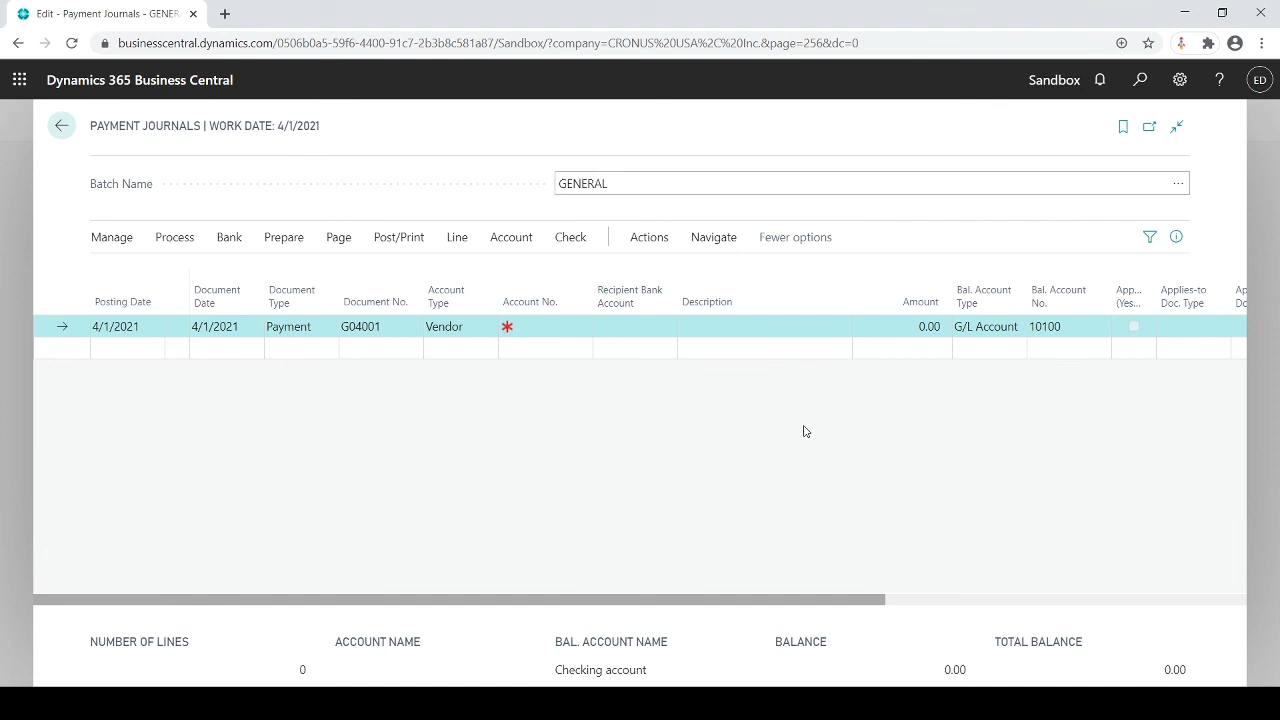 Edit - Payment Journals - GENER
businesscentral.dynamics.com/0506b0a5-59f6-4400-91c7-2b3b8c581a87/Sandbox/?company=CRONUS%20USA%2C%20Inc.&page=256&dc=0
Dynamics 365 Business Central Sandbox ? ED
PAYMENT JOURNALS | WORK DATE: 4/1/2021
Batch Name GENERAL ...
Manage Process Bank Prepare Page Post/Print Line Account Check Actions Navigate Fewer options
Posting Date Document Date Document Type Document No. Account Type Account No. Recipient Bank Account Description Amount Bal. Account Type Bal. Account No. App... (Yes... Applies-to Doc. Type Ap Do
4/1/2021 4/1/2021 Payment G04001 Vendor * 0.00 G/L Account 10100
NUMBER OF LINES ACCOUNT NAME BAL. ACCOUNT NAME BALANCE TOTAL BALANCE
0 Checking account 0.00 0.00